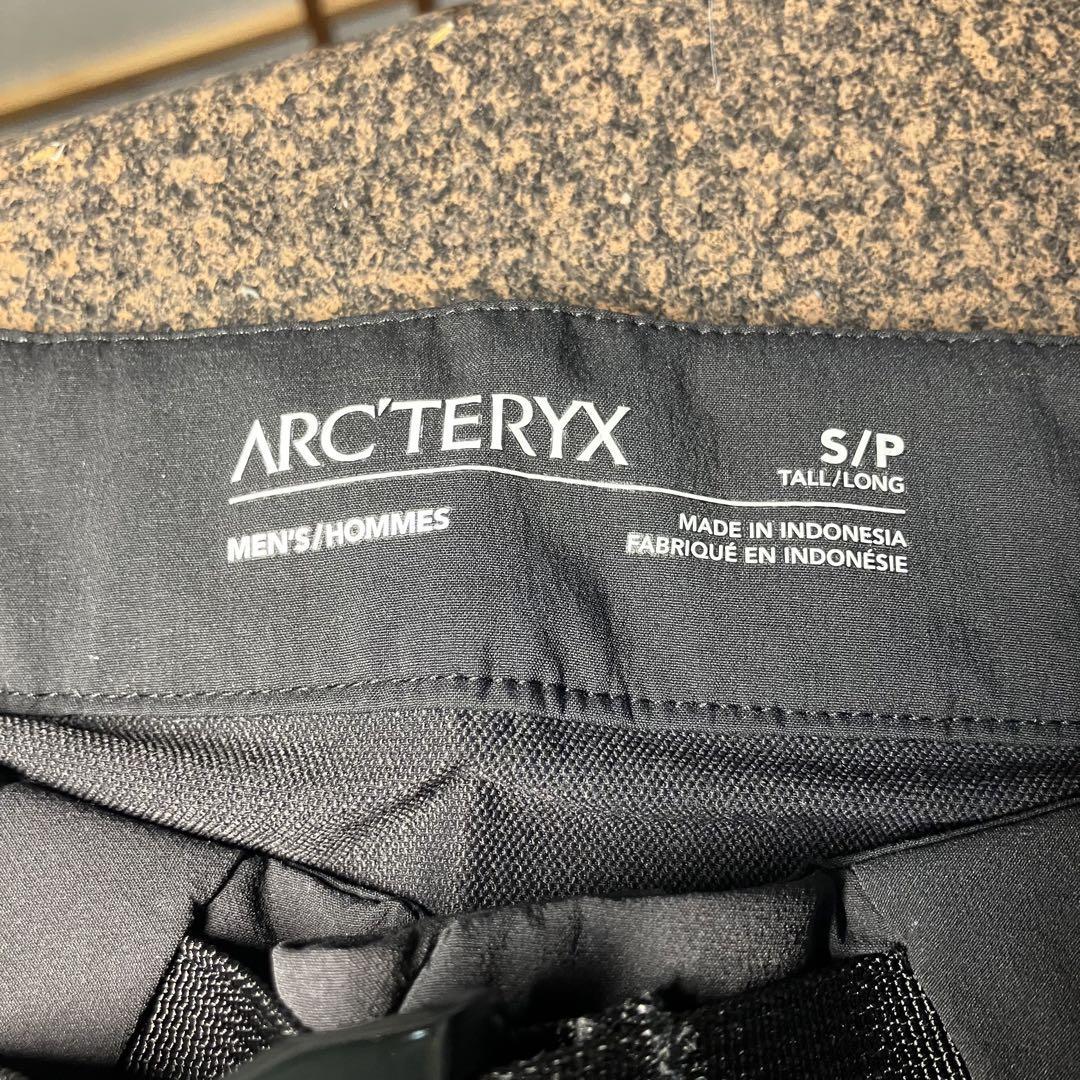 ARC'TERYX
S/P
TALL/LONG
MEN'S/HOMMES
MADE IN INDONESIA
FABRIQUÉ EN INDONÉSIE